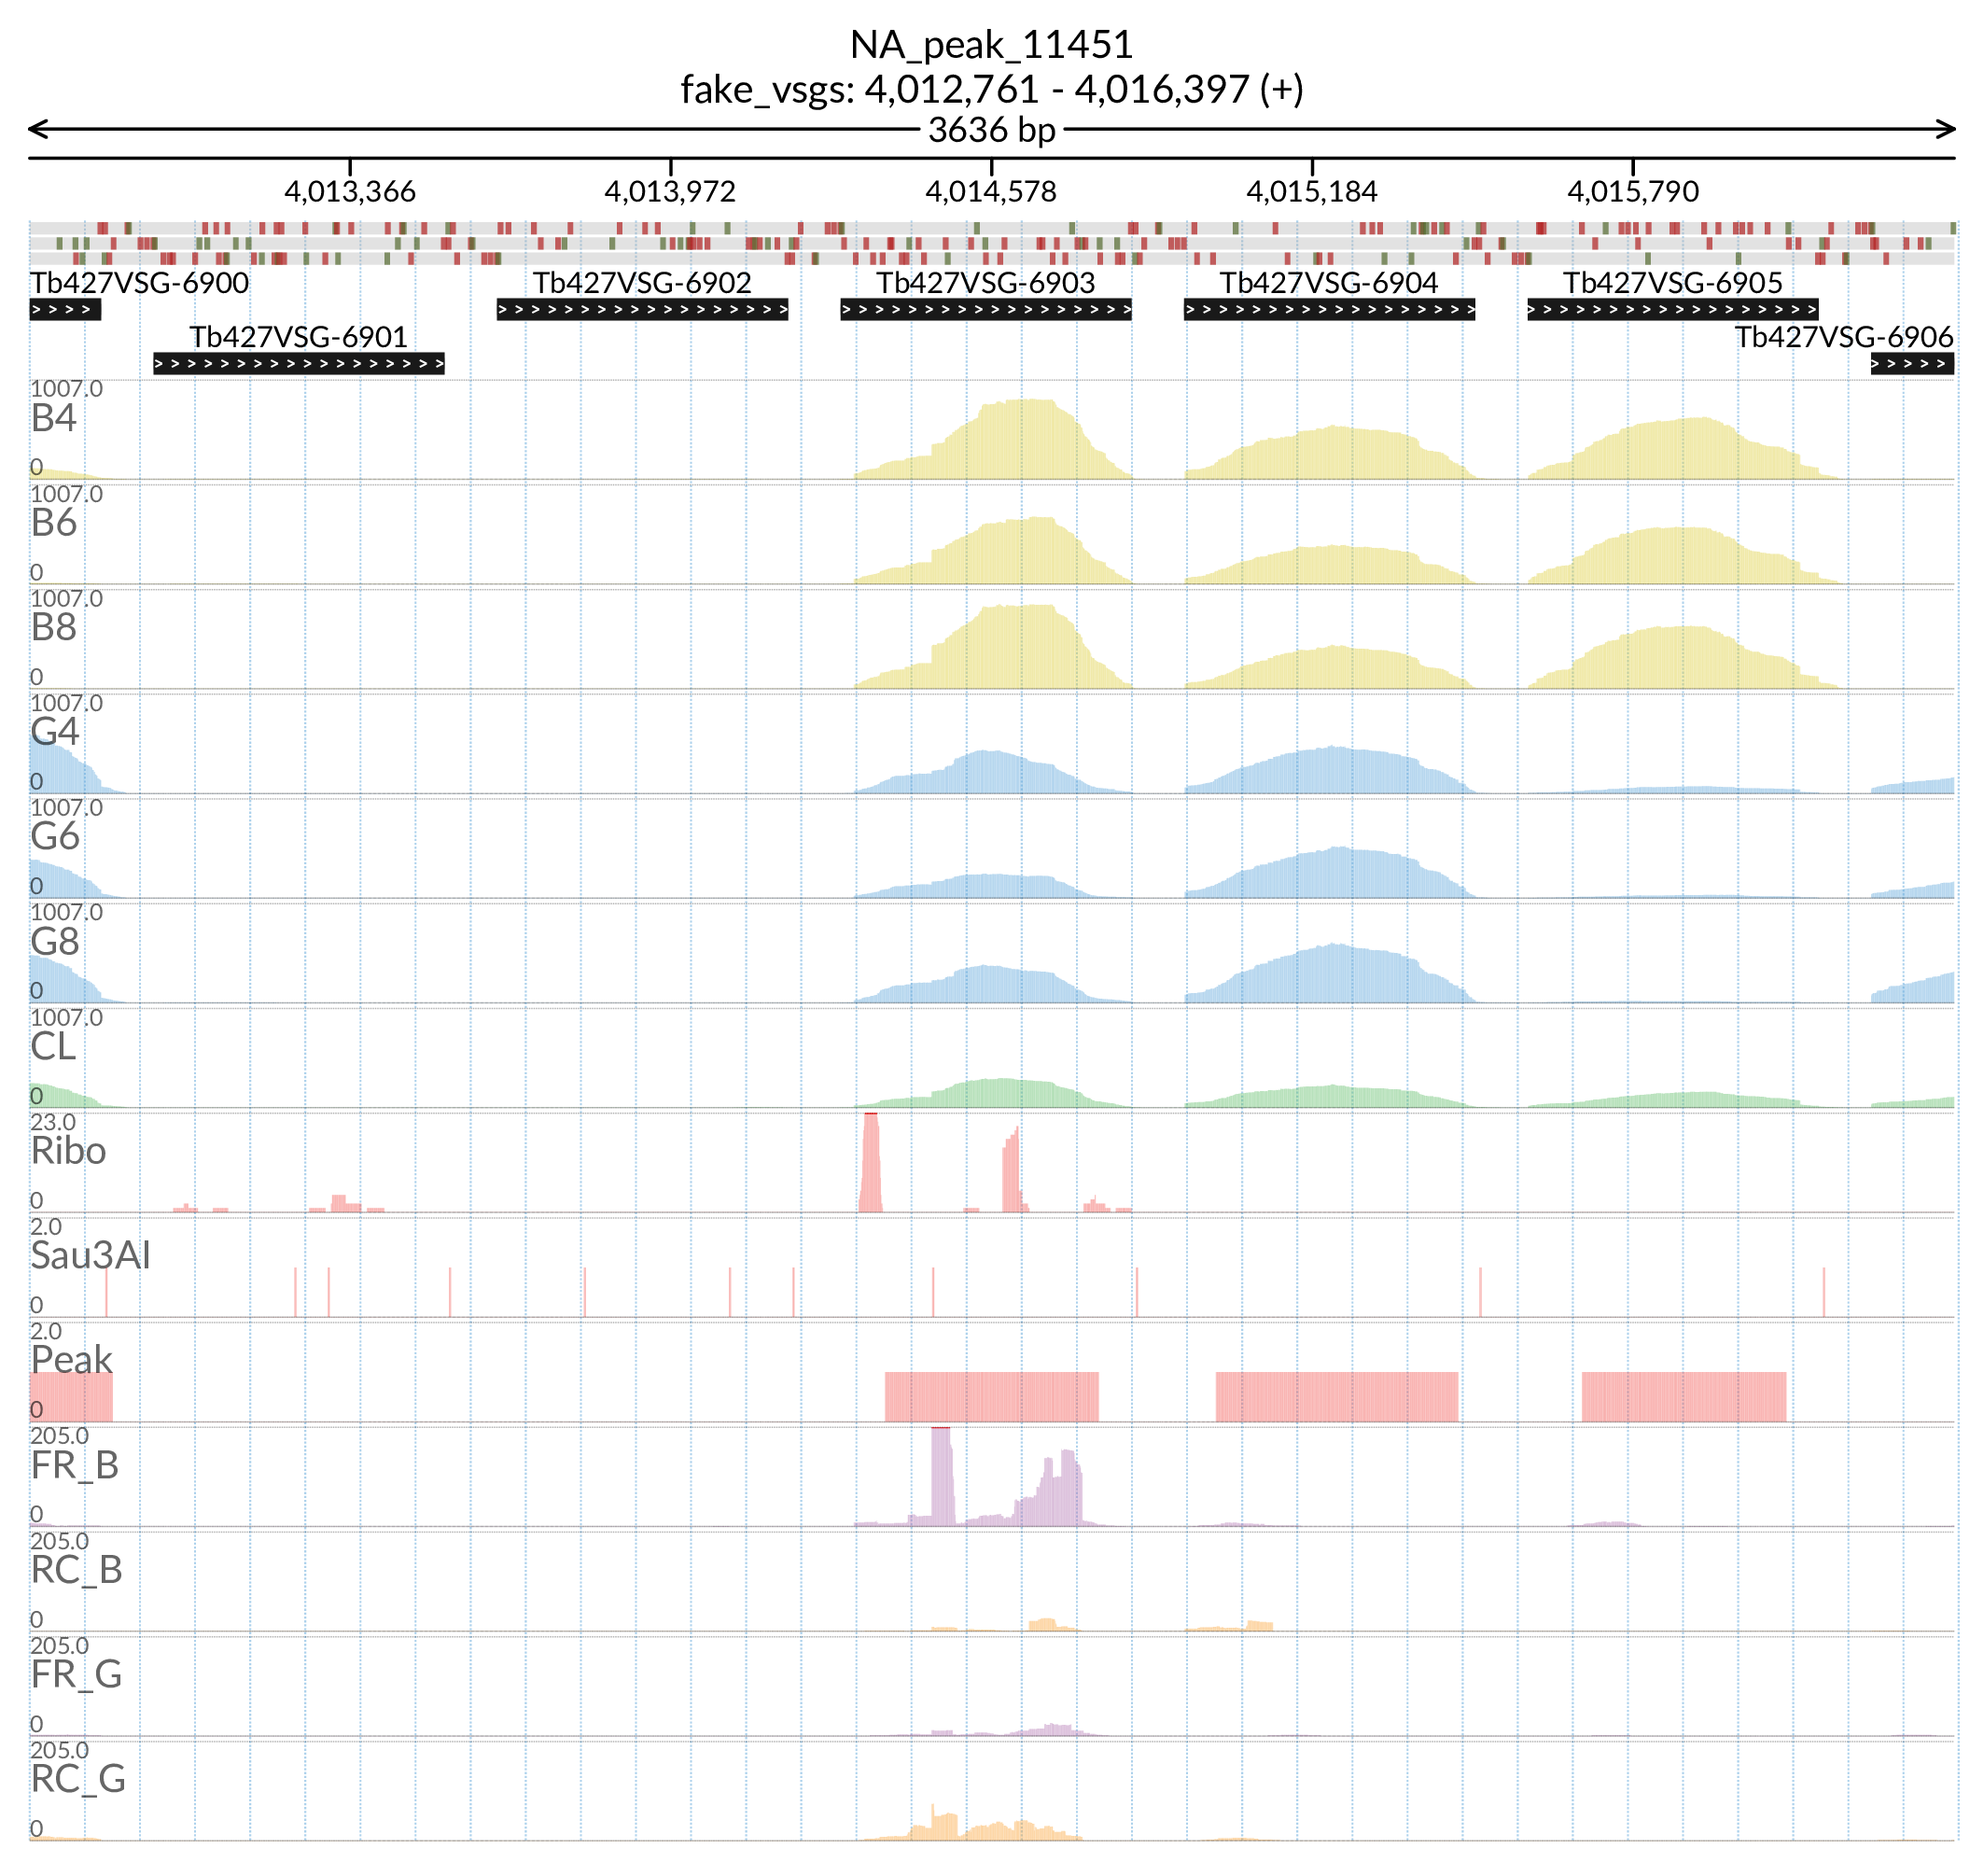 NA_peak_11451
fake_vsgs: 4,012,761 - 4,016,397 (+)
3636 bp
4,013,366 4,013,972 4,014,578 4,015,184 4,015,790
Tb427VSG-6900 Tb427VSG-6902 Tb427VSG-6903 Tb427VSG-6904 Tb427VSG-6905
Tb427VSG-6901 Tb427VSG-6906
1007.0
B4
0
1007.0
B6
0
1007.0
B8
0
1007.0
G4
0
1007.0
G6
0
1007.0
G8
0
1007.0
CL
0
23.0
Ribo
0
2.0
Sau3AI
0
2.0
Peak
0
205.0
FR_B
0
205.0
RC_B
0
205.0
FR_G
0
205.0
RC_G
0